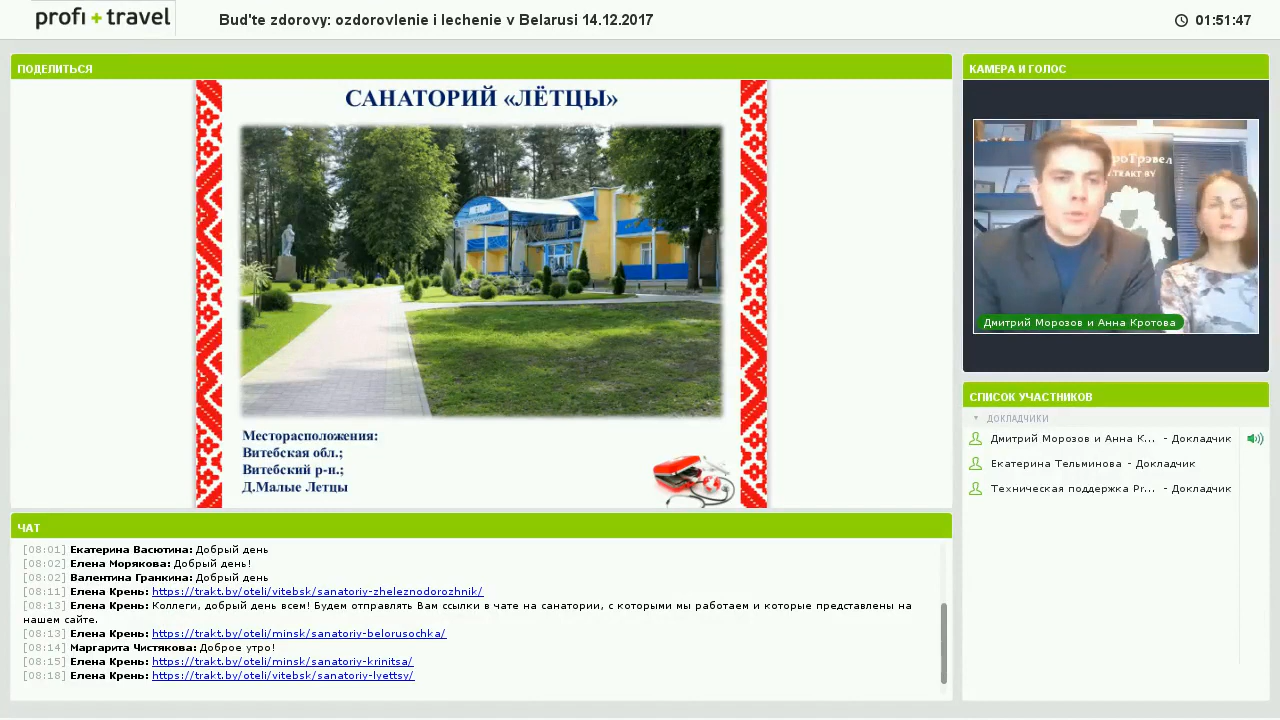 profi + travel
Bud'te zdorovy: ozdorovlenie i lechenie v Belarusi 14.12.2017
01:51:47
ПОДЕЛИТЬСЯ
САНАТОРИЙ «ЛЁТЦЫ»
Месторасположения:
Витебская обл.;
Витебский р-н.;
Д.Малые Летцы
КАМЕРА И ГОЛОС
TRAKT.BY
Дмитрий Морозов и Анна Кротова
СПИСОК УЧАСТНИКОВ
ДОКЛАДЧИКИ
Дмитрий Морозов и Анна К... - Докладчик
Екатерина Тельминова - Докладчик
Техническая поддержка Pr... - Докладчик
ЧАТ
[08:01] Екатерина Васютина: Добрый день
[08:02] Елена Морякова: Добрый день!
[08:02] Валентина Гранкина: Добрый день
[08:11] Елена Крень: https://trakt.by/oteli/vitebsk/sanatoriy-zheleznodorozhnik/
[08:13] Елена Крень: Коллеги, добрый день всем! Будем отправлять Вам ссылки в чате на санатории, с которыми мы работаем и которые представлены на
нашем сайте.
[08:13] Елена Крень: https://trakt.by/oteli/minsk/sanatoriy-belorusochka/
[08:14] Маргарита Чистякова: Доброе утро!
[08:15] Елена Крень: https://trakt.by/oteli/minsk/sanatoriy-krinitsa/
[08:18] Елена Крень: https://trakt.by/oteli/vitebsk/sanatoriy-lyettsy/